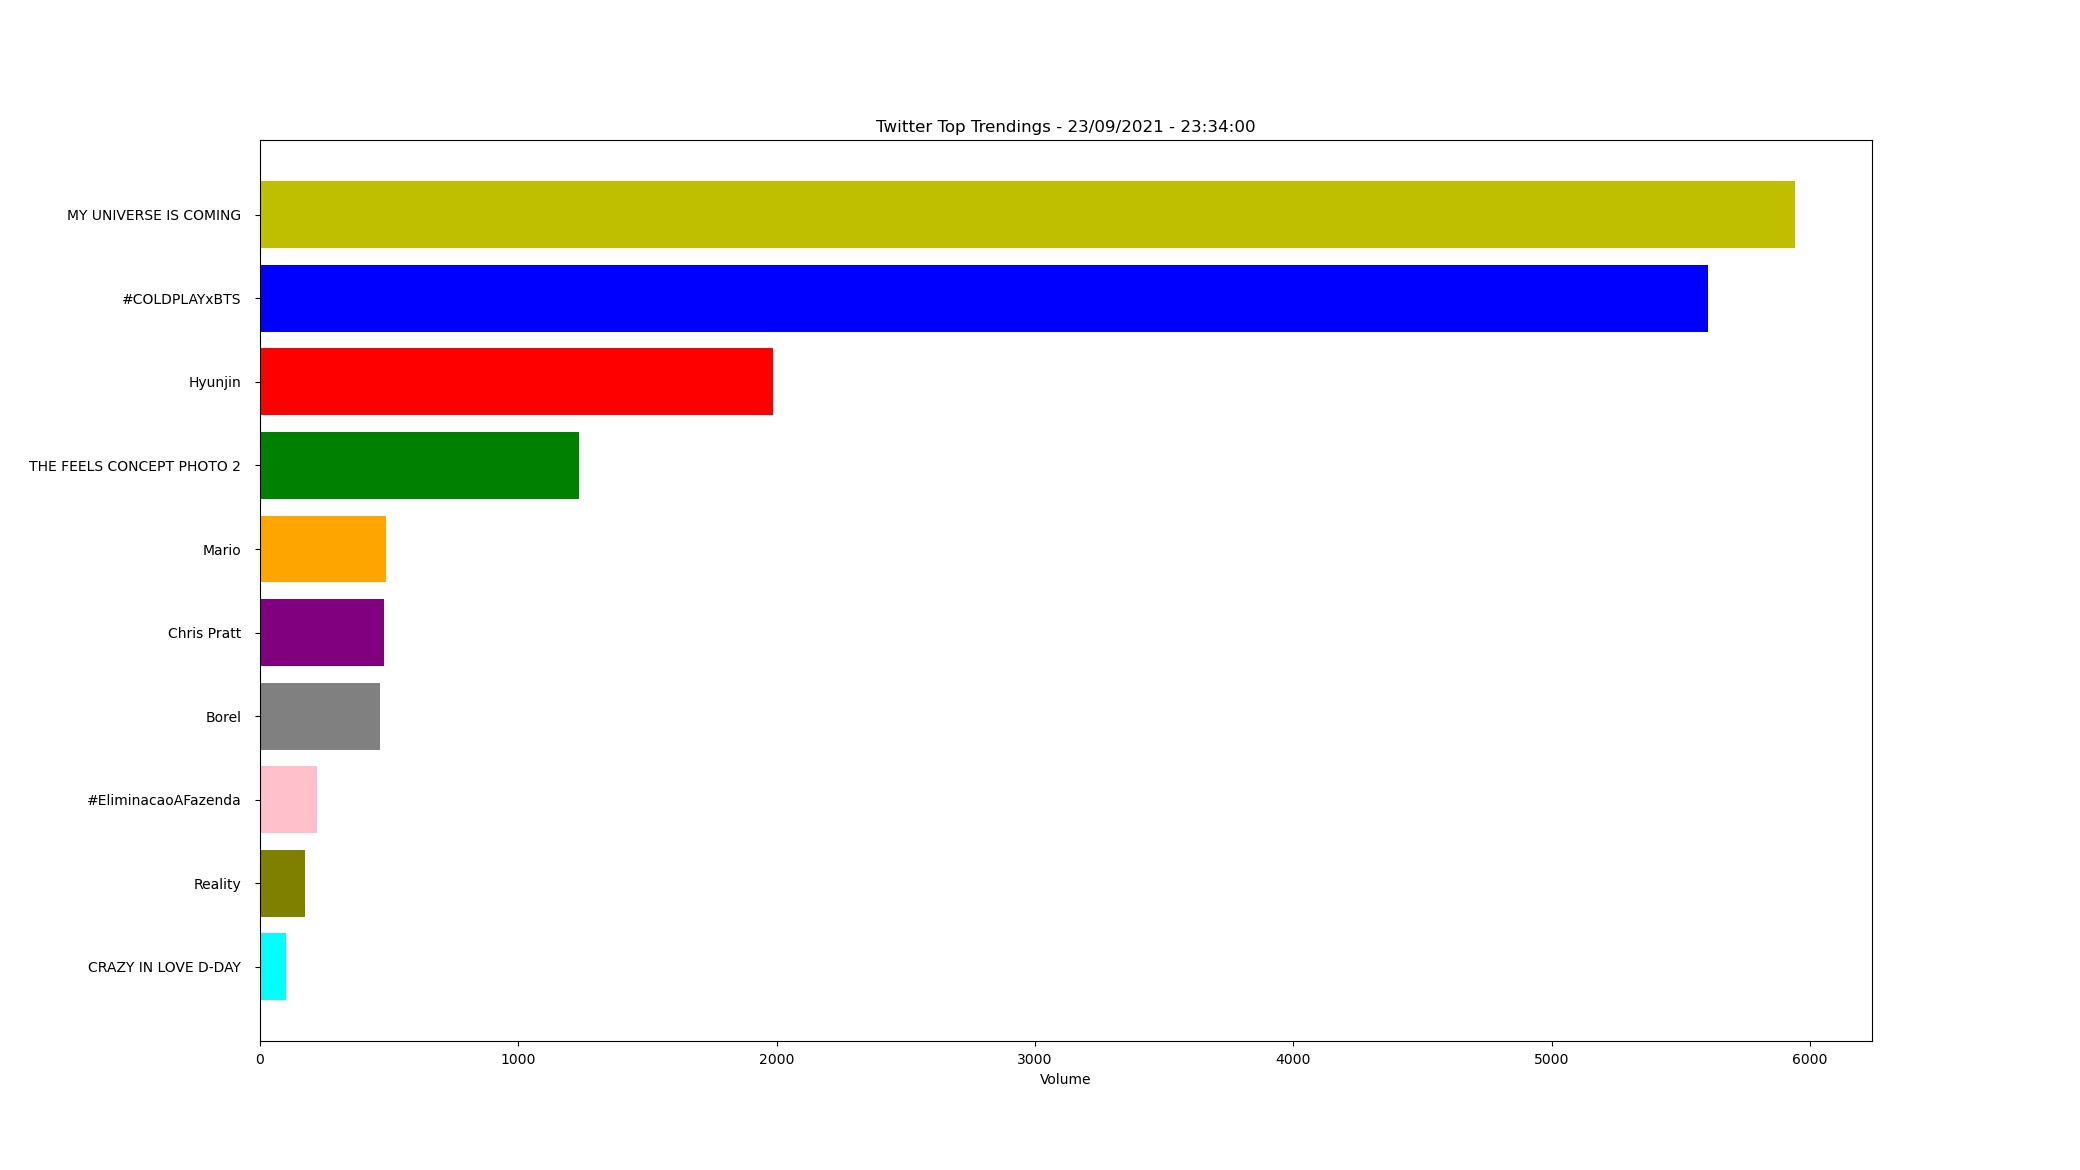 Twitter Top Trendings - 23/09/2021 - 23:34:00
MY UNIVERSE IS COMING
#COLDPLAYxBTS
Hyunjin
THE FEELS CONCEPT PHOTO 2
Mario
Chris Pratt
Borel
#EliminacaoAFazenda
Reality
CRAZY IN LOVE D-DAY
0 1000 2000 3000 4000 5000 6000
Volume